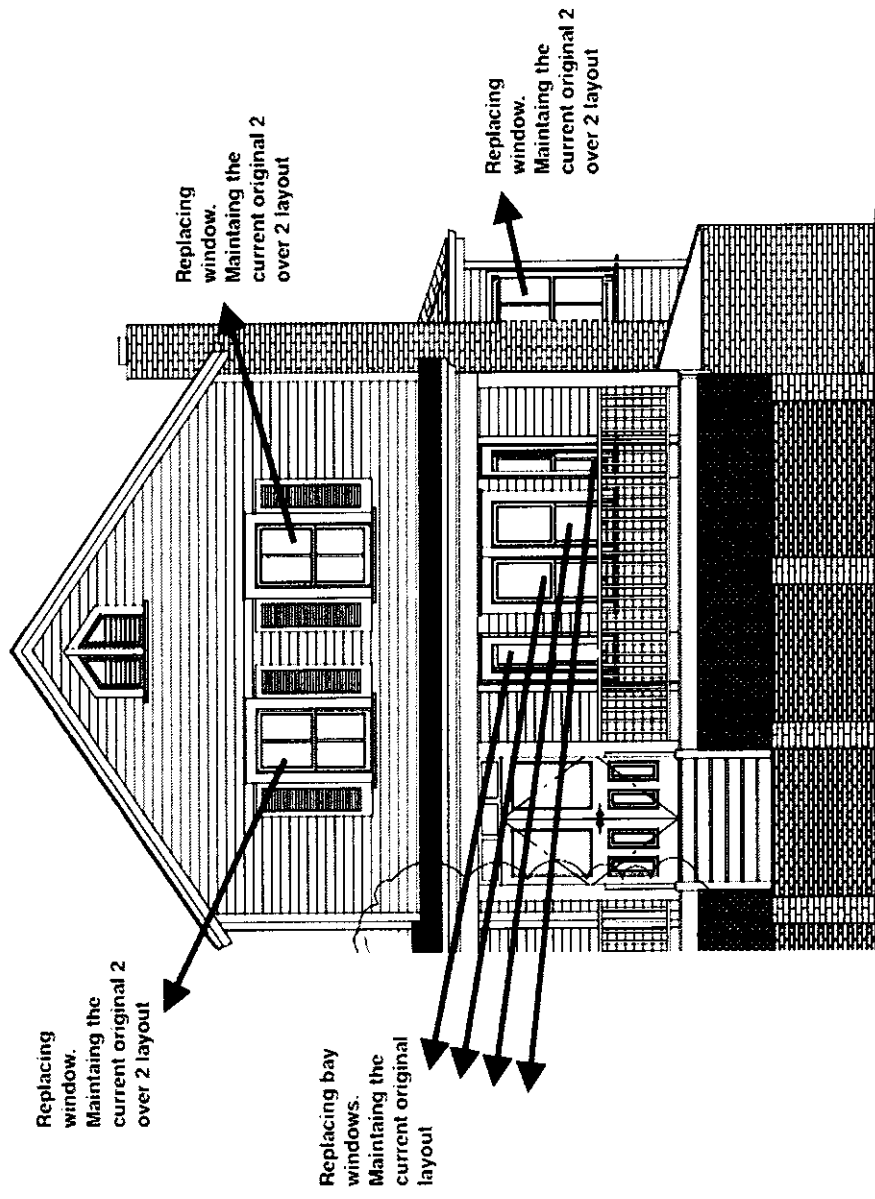 Replacing
window.
Maintaing the
current original 2
over 2 layout
Replacing
window.
Maintaing the
current original 2
over 2 layout
Replacing
window.
Maintaing the
current original 2
over 2 layout
Replacing bay
windows.
Maintaing the
current original
layout